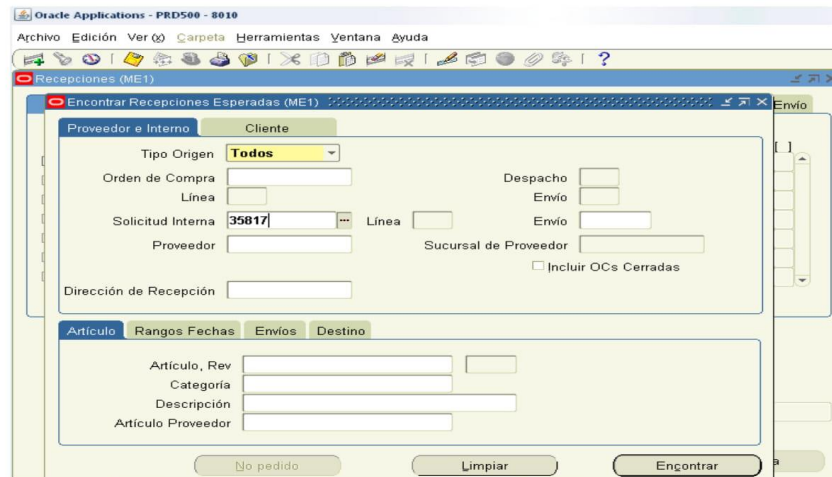 Oracle Applications - PRD500 - 8010
Archivo Edición Ver(x) Carpeta Herramientas Ventana Ayuda
Recepciones (ME1)
Encontrar Recepciones Esperadas (ME1)
Envío
Proveedor e Interno Cliente
[ ]
Tipo Origen Todos
Orden de Compra Despacho
Línea Envío
Solicitud Interna 35817 ... Línea Envío
Proveedor Sucursal de Proveedor
Incluir OCs Cerradas
Dirección de Recepción
Artículo Rangos Fechas Envíos Destino
Artículo, Rev
Categoría
Descripción
Artículo Proveedor
No pedido Limpiar Encontrar
a